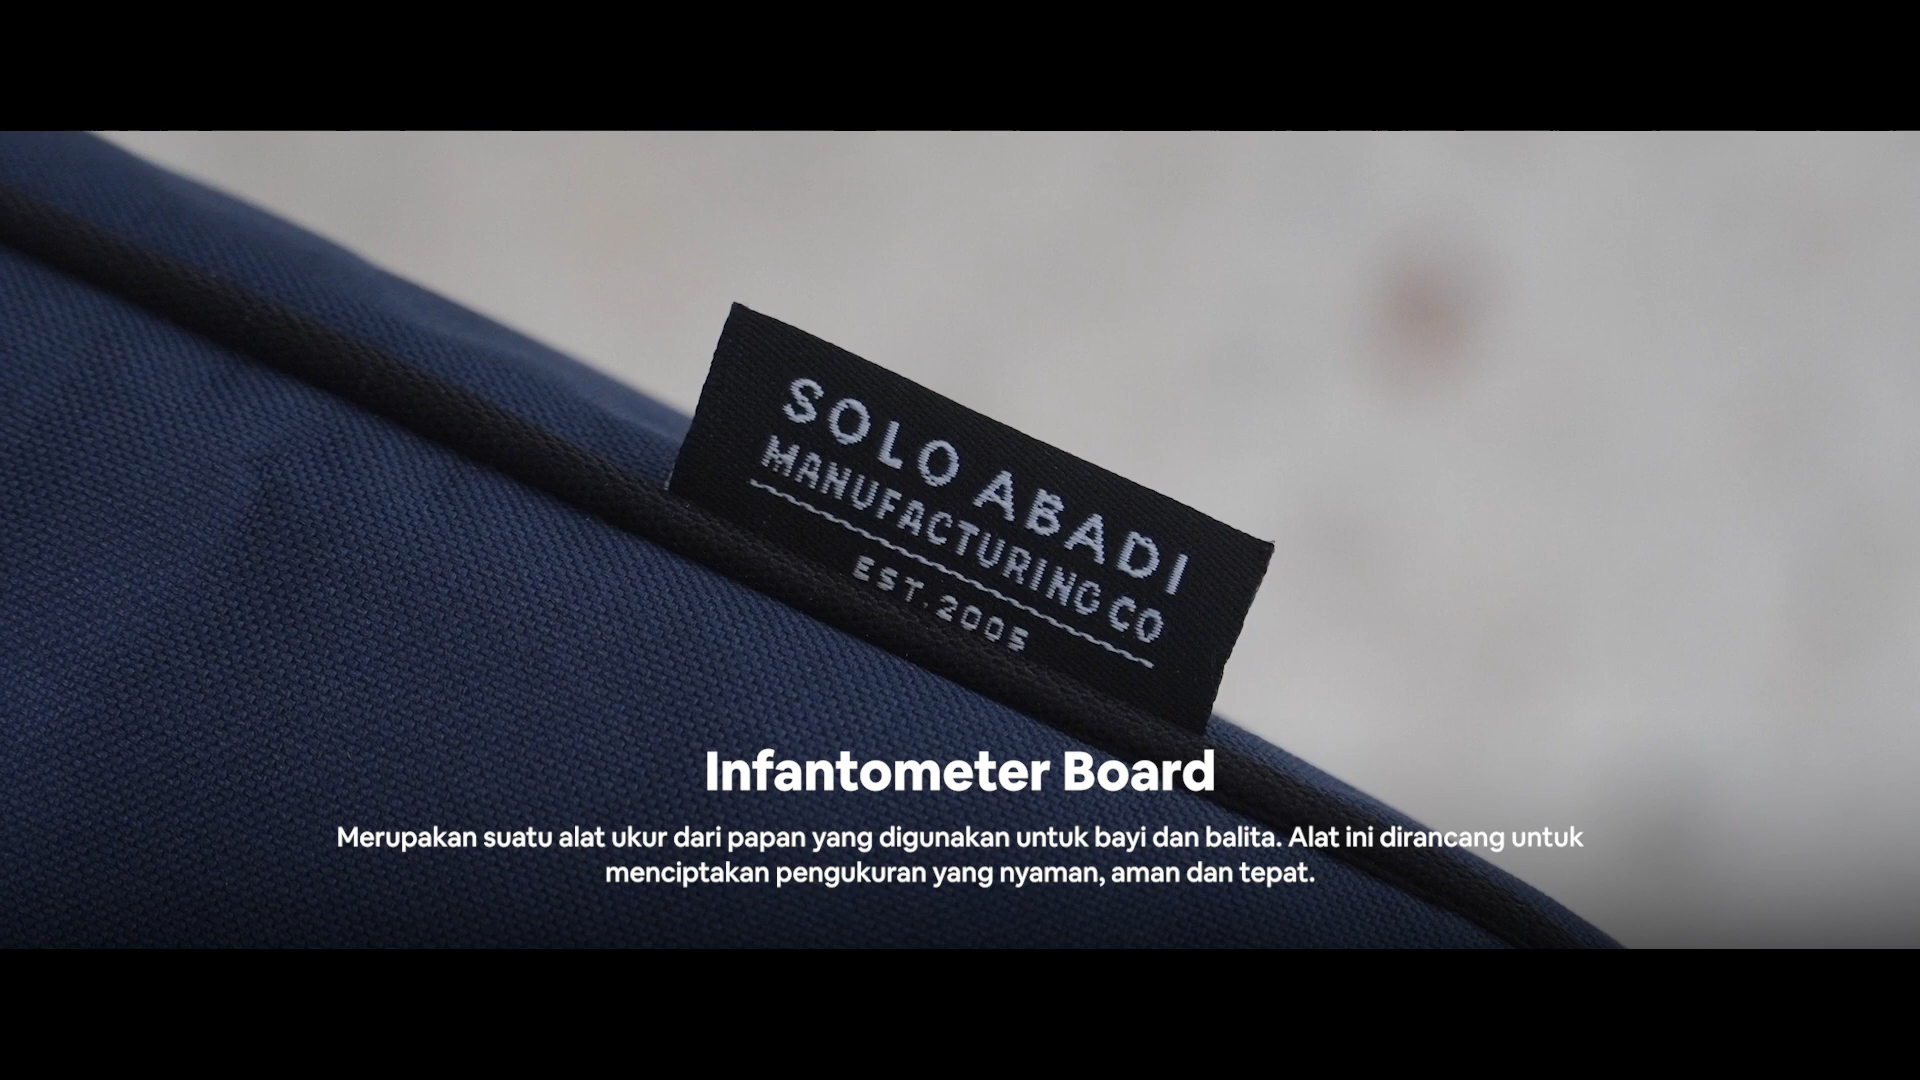 SOLO ABADI
MANUFACTURING CO
EST. 2005
Infantometer Board
Merupakan suatu alat ukur dari papan yang digunakan untuk bayi dan balita. Alat ini dirancang untuk
menciptakan pengukuran yang nyaman, aman dan tepat.